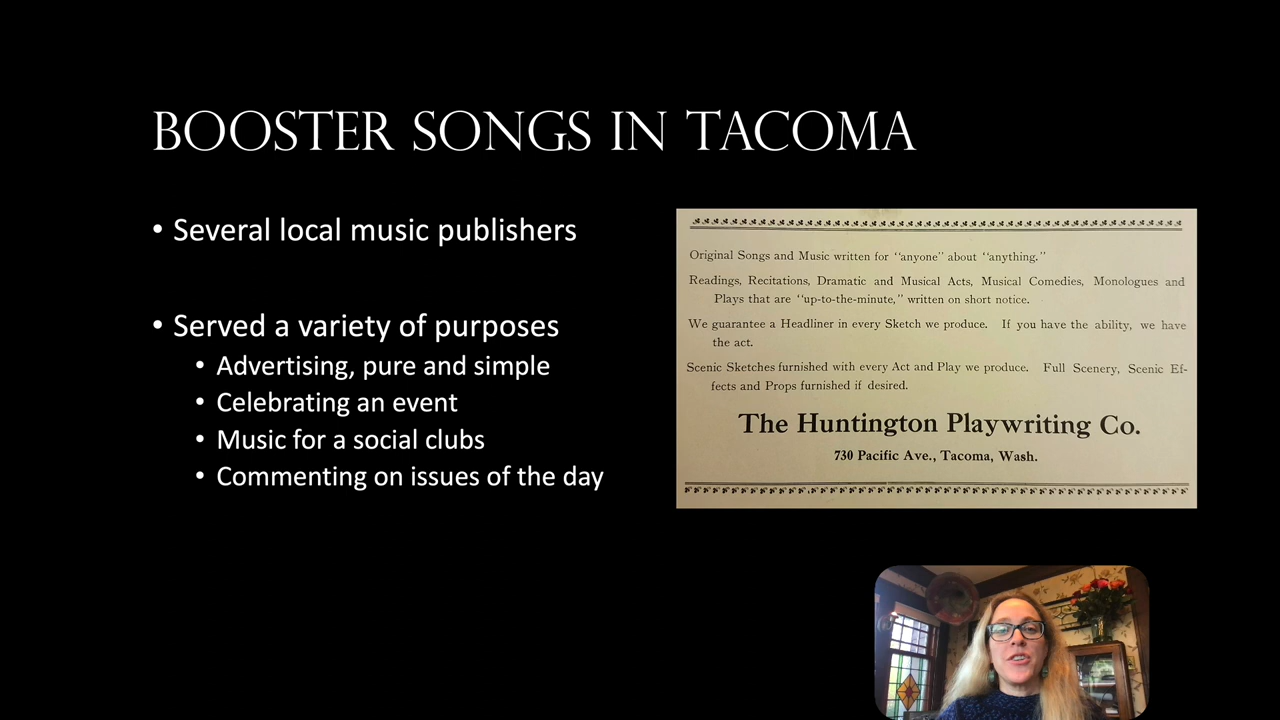 BOOSTER SONGS IN TACOMA
• Several local music publishers
• Served a variety of purposes
• Advertising, pure and simple
• Celebrating an event
• Music for a social clubs
• Commenting on issues of the day
Original Songs and Music written for "anyone" about "anything."
Readings, Recitations, Dramatic and Musical Acts, Musical Comedies, Monologues and
Plays that are "up-to-the-minute," written on short notice.
We guarantee a Headliner in every Sketch we produce. If you have the ability, we have
the act.
Scenic Sketches furnished with every Act and Play we produce. Full Scenery, Scenic Ef-
fects and Props furnished if desired.
The Huntington Playwriting Co.
730 Pacific Ave., Tacoma, Wash.